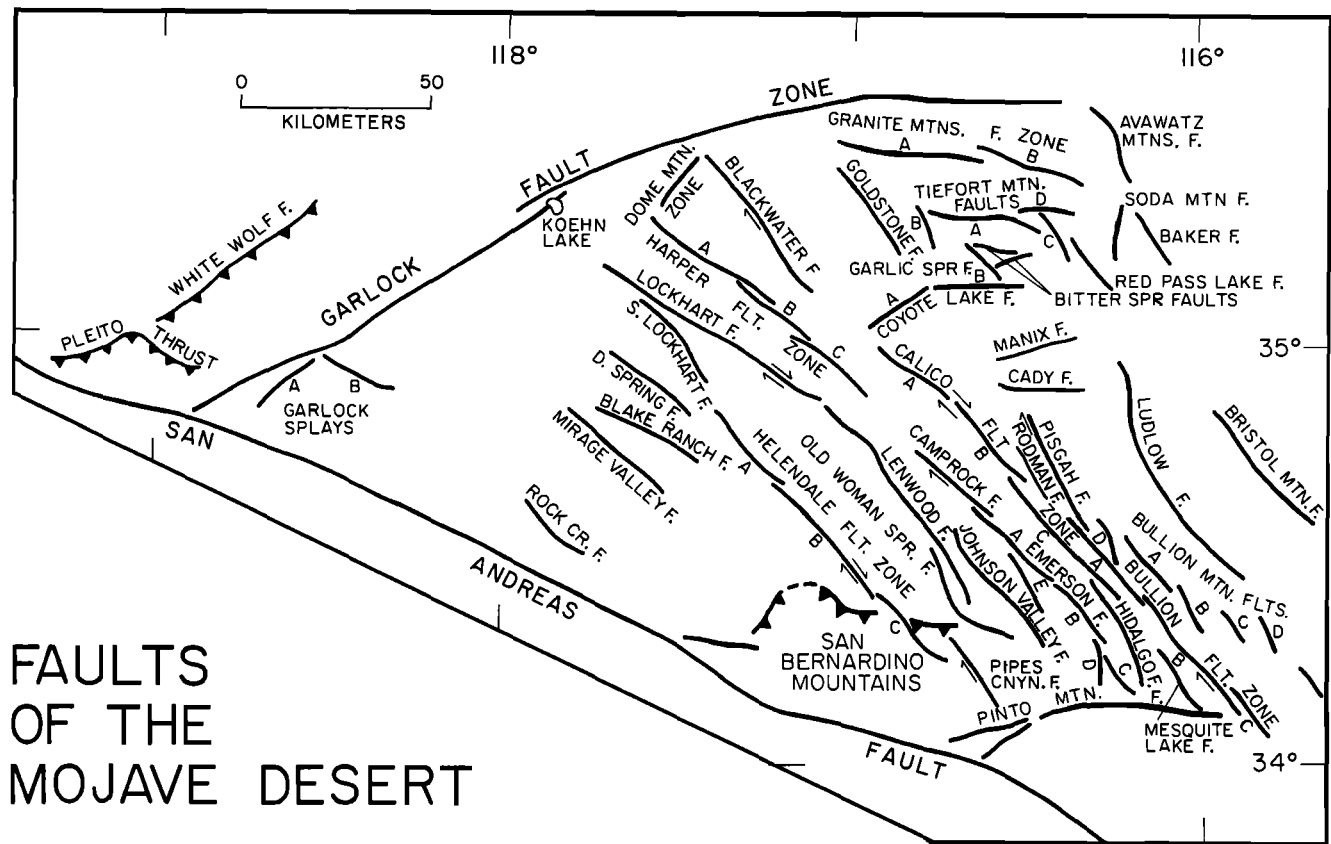 118°
116°
0 50
KILOMETERS
GARLOCK FAULT ZONE
GRANITE MTNS. F. ZONE
A
B
AVAWATZ
MTNS. F.
DOME MTN.
ZONE
BLACKWATER F
GOLDSTONE F.
TIEFORT MTN.
FAULTS
B
A
D
C
SODA MTN F.
BAKER F.
KOEHN
LAKE
WHITE WOLF F.
HARPER FLT. ZONE
A
B
C
GARLIC SPR F.
B
RED PASS LAKE F.
BITTER SPR FAULTS
A
COYOTE LAKE F.
LOCKHART F.
S. LOCKHART F.
PLEITO THRUST
MANIX F.
35°
CADY F.
A
B
GARLOCK
SPLAYS
D. SPRING F.
BLAKE RANCH F.
MIRAGE VALLEY F.
ROCK CR. F.
CALICO FLT ZONE
A
B
C
D
PISGAH F.
RODMAN F.
LUDLOW F.
BRISTOL MTN. F.
CAMPROCK F.
A EMERSON F.
B
C
D
E
HELENDALE FLT. ZONE
A
B
C
OLD WOMAN SPR. F.
LENWOOD F.
JOHNSON VALLEY F.
HIDALGO F.
BULLION FLT. ZONE
A
B
C
BULLION MTN. FLTS.
A
B
C
D
SAN ANDREAS FAULT
SAN
BERNARDINO
MOUNTAINS
PIPES
CNYN. F.
PINTO MTN. F.
MESQUITE
LAKE F.
34°
FAULTS
OF THE
MOJAVE DESERT